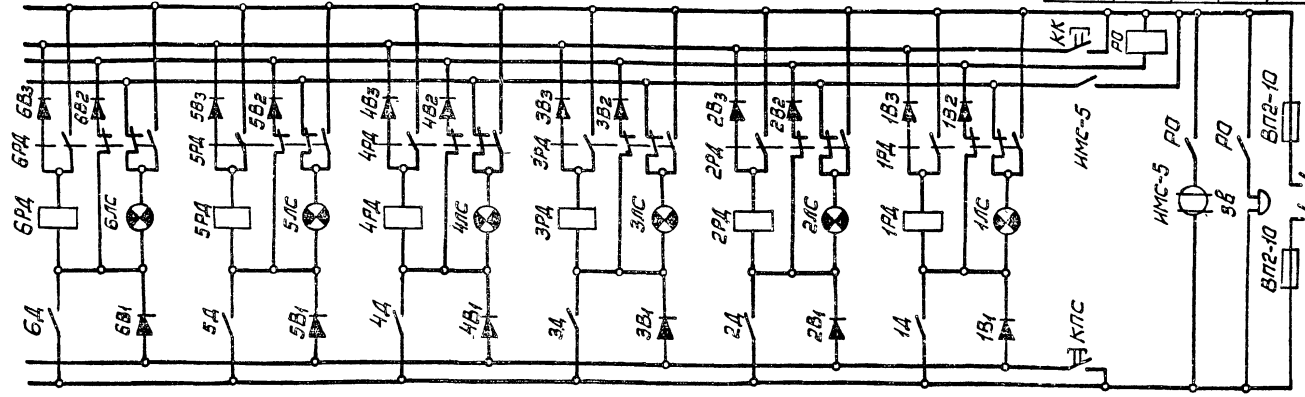 6В3
6В2
6РД
6РД
6ЛС
6Д
6В1
5В3
5В2
5РД
5РД
5ЛС
5Д
5В1
4В3
4В2
4РД
4РД
4ЛС
4Д
4В1
3В3
3В2
3РД
3РД
3ЛС
3Д
3В1
2В3
2В2
2РД
2РД
2ЛС
2Д
2В1
1В3
1В2
1РД
1РД
1ЛС
1Д
1В1
КК
РО
ИМС-5
КПС
ИМС-5
РО
ЗВ
РО
ВП2-10
ВП2-10